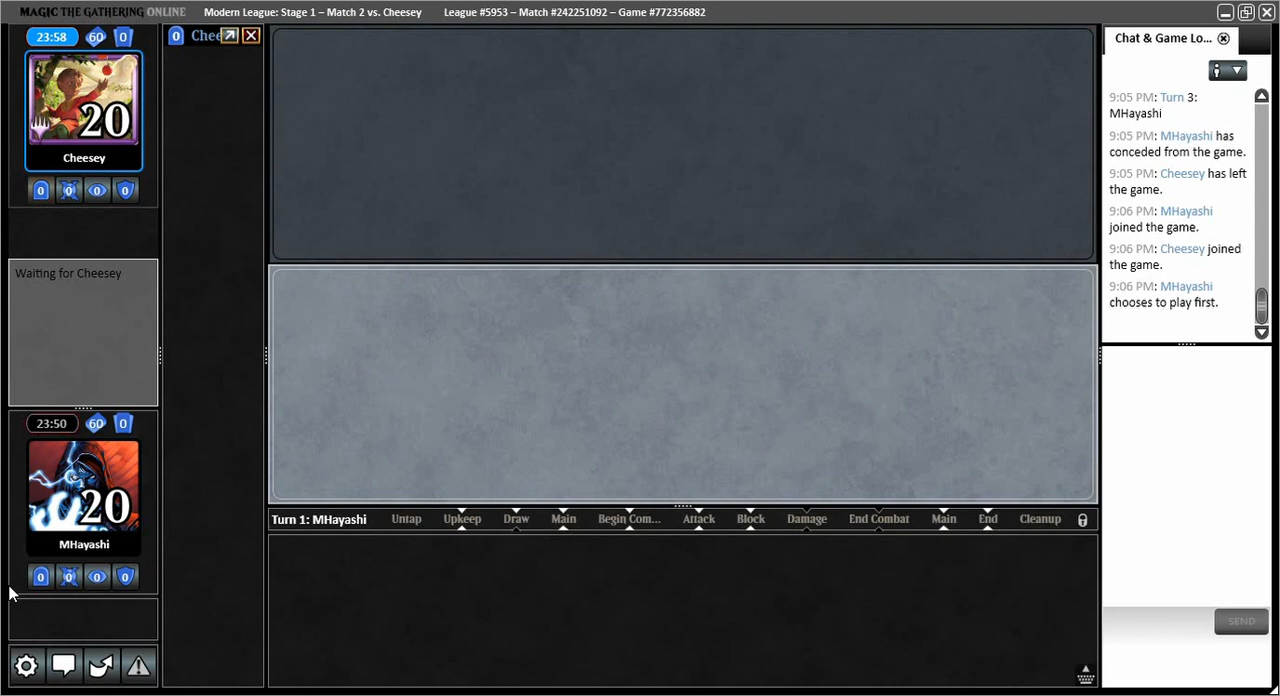 MAGIC THE GATHERING ONLINE Modern League: Stage 1 – Match 2 vs. Cheesey League #5953 – Match #242251092 – Game #772356882
23:58 60 0
20
Cheesey
0 0 0 0
Waiting for Cheesey
23:50 60 0
20
MHayashi
0 0 0 0
0 Chee
Turn 1: MHayashi Untap Upkeep Draw Main Begin Com... Attack Block Damage End Combat Main End Cleanup
Chat & Game Lo...
9:05 PM: Turn 3:
MHayashi
9:05 PM: MHayashi has
conceded from the game.
9:05 PM: Cheesey has left
the game.
9:06 PM: MHayashi
joined the game.
9:06 PM: Cheesey joined
the game.
9:06 PM: MHayashi
chooses to play first.
SEND